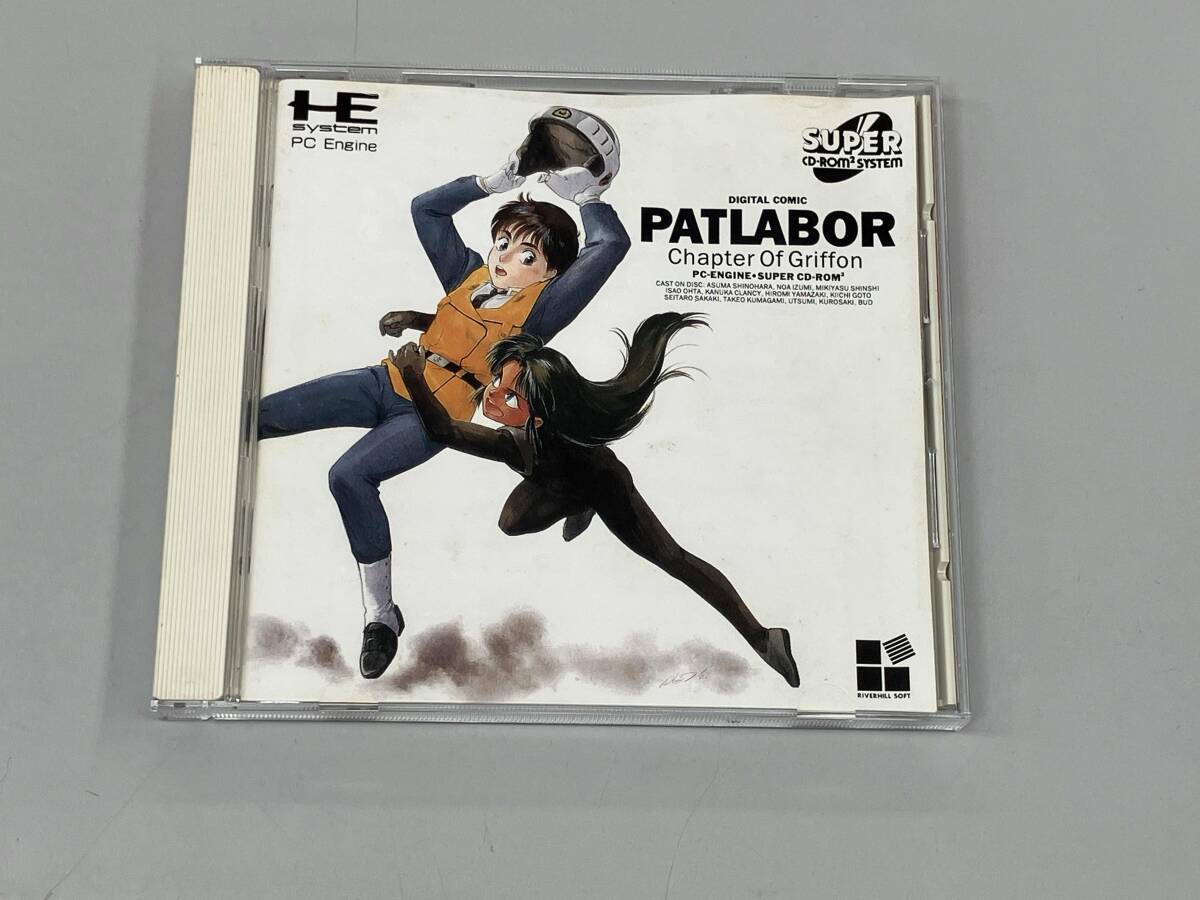 HE
system
PC Engine
SUPER
CD-ROM² SYSTEM
DIGITAL COMIC
PATLABOR
Chapter Of Griffon
PC-ENGINE•SUPER CD-ROM²
CAST ON DISC: ASUMA SHINOHARA, NOA IZUMI, MIKIYASU SHINSHI
ISAO OHTA, KANUKA CLANCY, HIROMI YAMAZAKI, KIICHI GOTO
SEITARO SAKAKI, TAKEO KUMAGAMI, UTSUMI, KUROSAKI, BUD
RIVERHILL SOFT